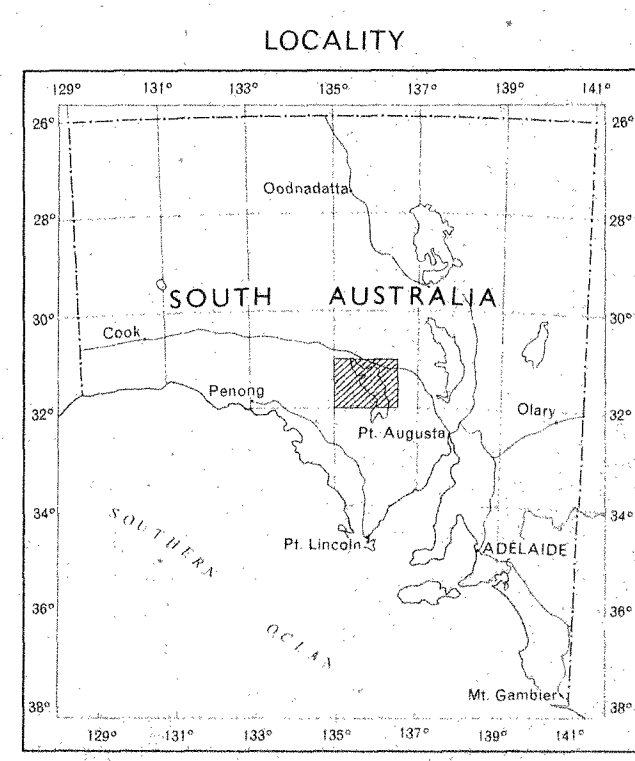 LOCALITY
129° 131° 133° 135° 137° 139° 141°
26° 26°
Oodnadatta
28° 28°
SOUTH AUSTRALIA
30° 30°
Cook
Penong
32° 32°
Olary
Pt. Augusta
34° 34°
SOUTHERN
Pt. Lincoln
ADELAIDE
36° 36°
OCEAN
Mt. Gambier
38° 38°
129° 131° 133° 135° 137° 139° 141°